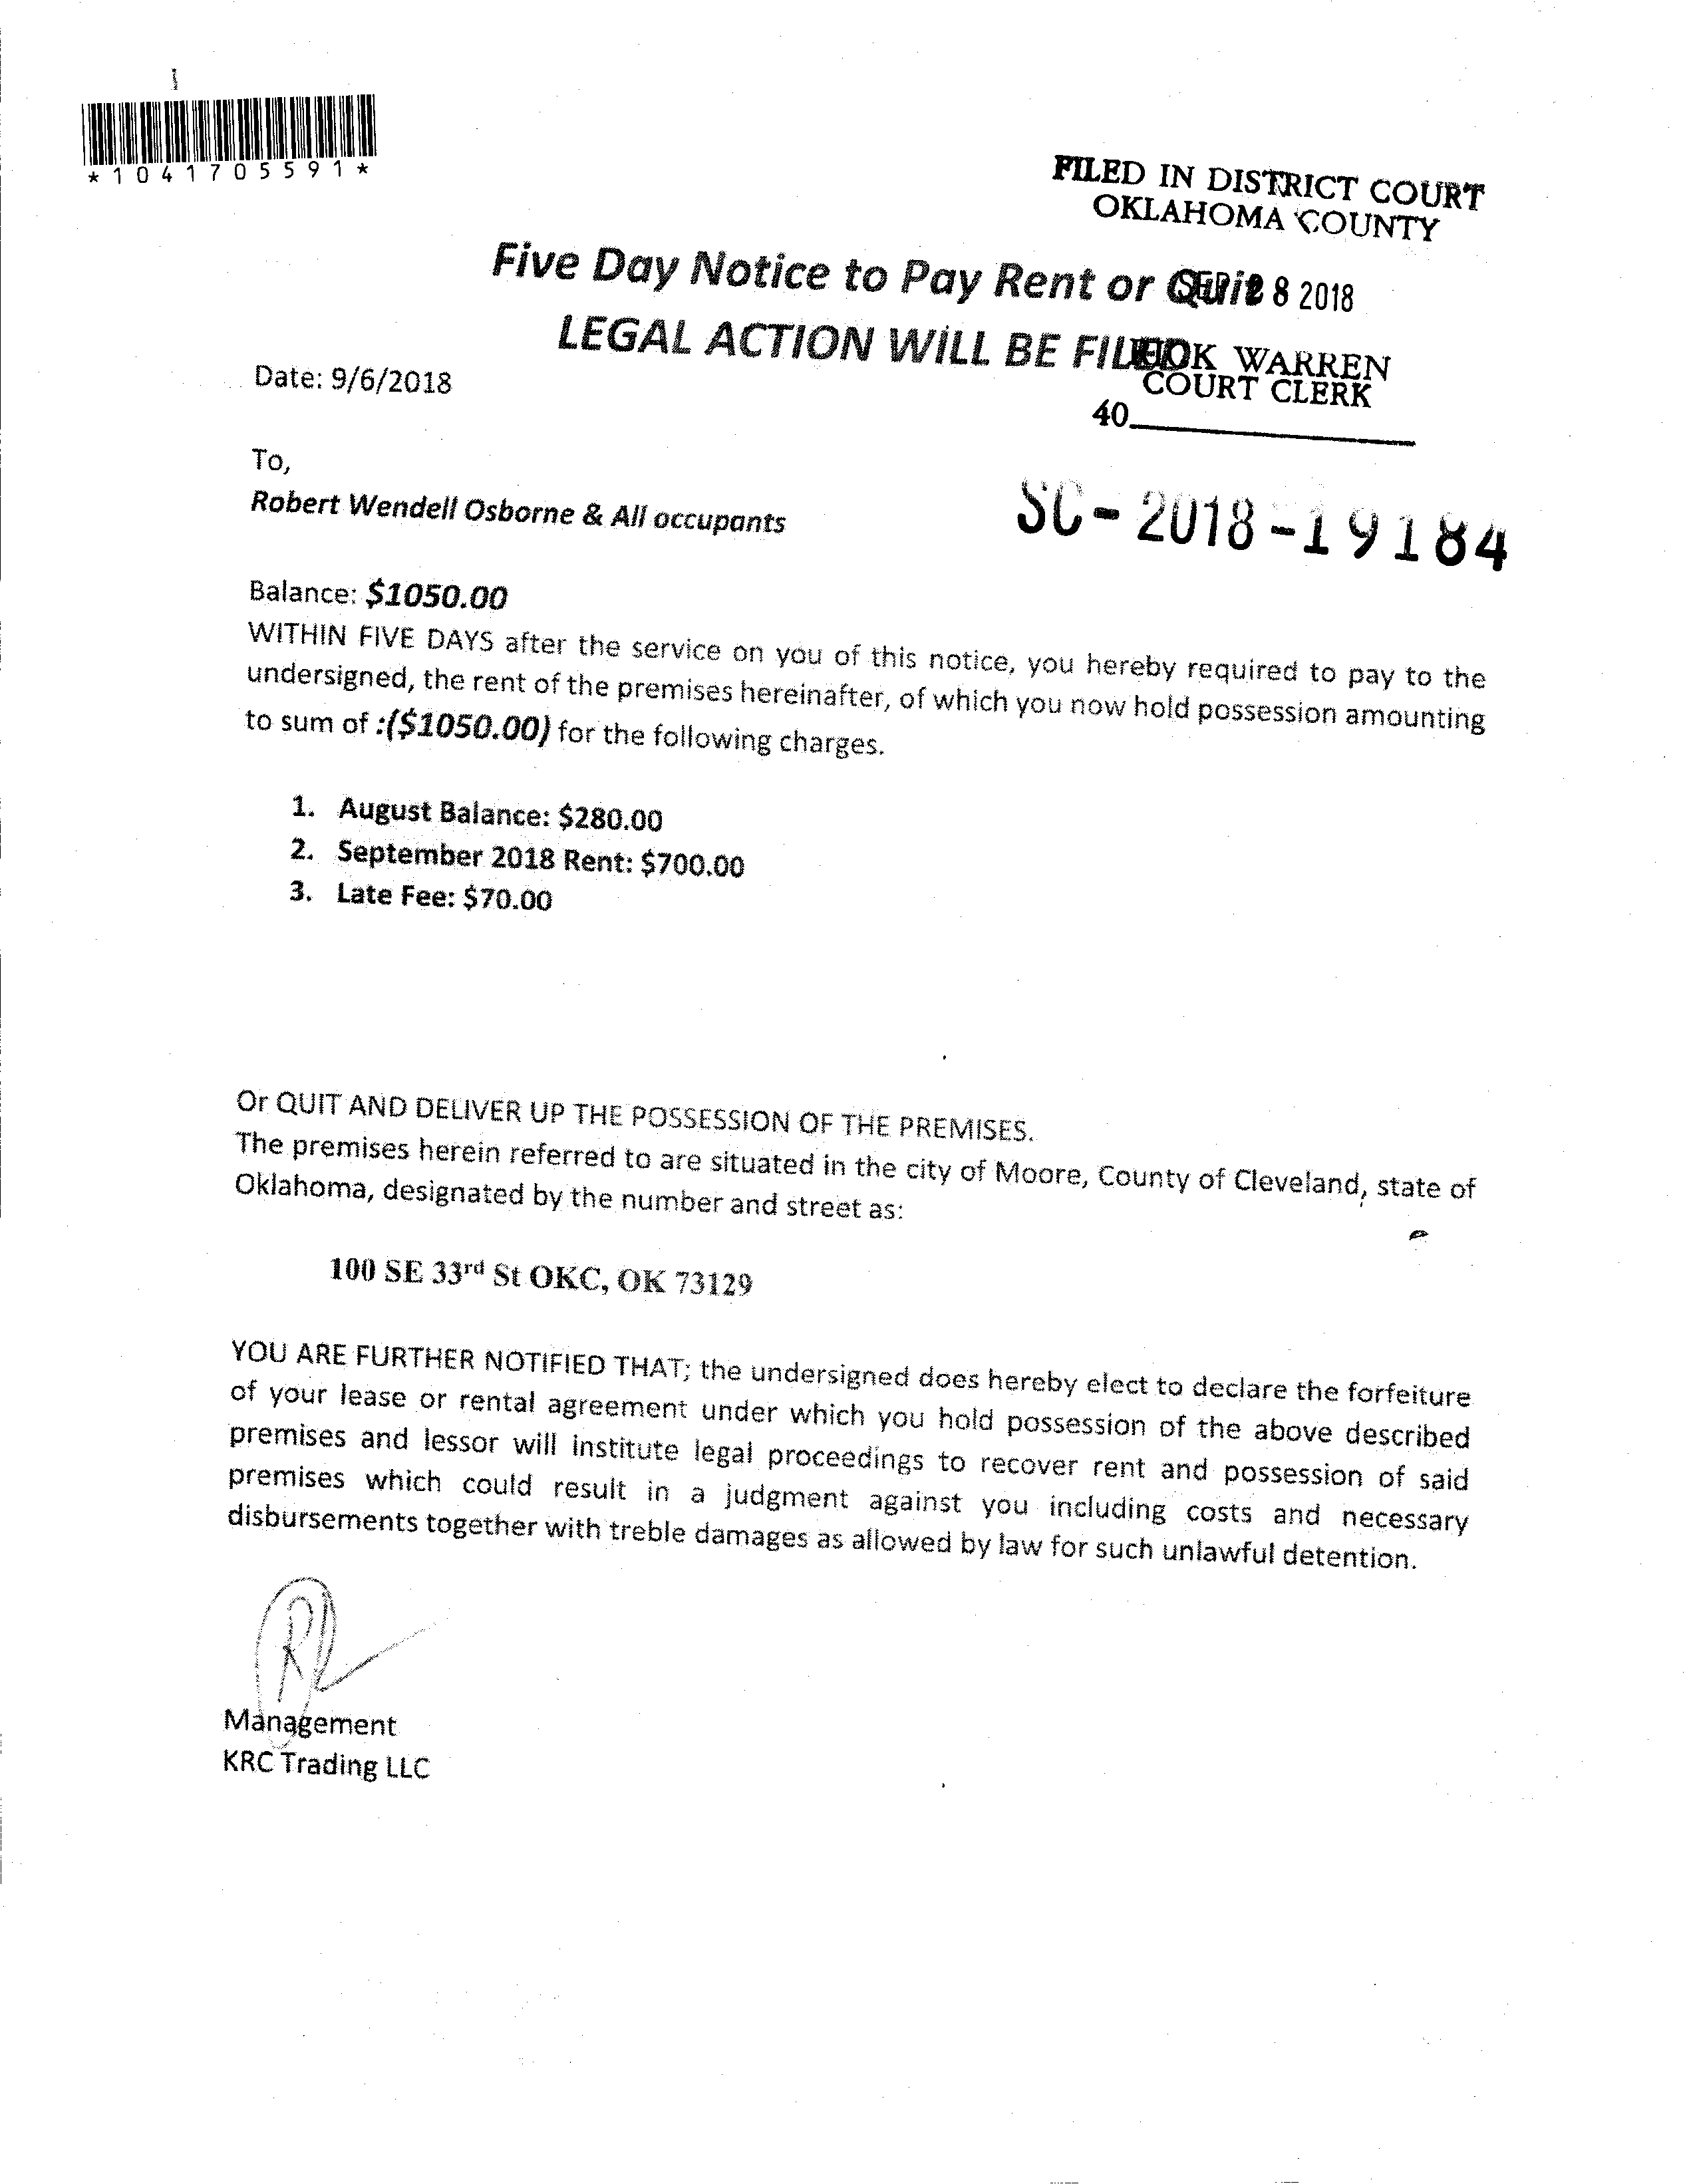 *1041705591*
FILED IN DISTRICT COURT
OKLAHOMA COUNTY
Five Day Notice to Pay Rent or Quit
8 2018
LEGAL ACTION WILL BE FILED
WARREN
COURT CLERK
Date: 9/6/2018
40
To,
Robert Wendell Osborne & All occupants
SC-2018-19184
Balance: $1050.00
WITHIN FIVE DAYS after the service on you of this notice, you hereby required to pay to the
undersigned, the rent of the premises hereinafter, of which you now hold possession amounting
to sum of :($1050.00) for the following charges.
1. August Balance: $280.00
2. September 2018 Rent: $700.00
3. Late Fee: $70.00
Or QUIT AND DELIVER UP THE POSSESSION OF THE PREMISES.
The premises herein referred to are situated in the city of Moore, County of Cleveland, state of
Oklahoma, designated by the number and street as:
100 SE 33rd St OKC, OK 73129
YOU ARE FURTHER NOTIFIED THAT; the undersigned does hereby elect to declare the forfeiture
of your lease or rental agreement under which you hold possession of the above described
premises and lessor will institute legal proceedings to recover rent and possession of said
premises which could result in a judgment against you including costs and necessary
disbursements together with treble damages as allowed by law for such unlawful detention.
Management
KRC Trading LLC